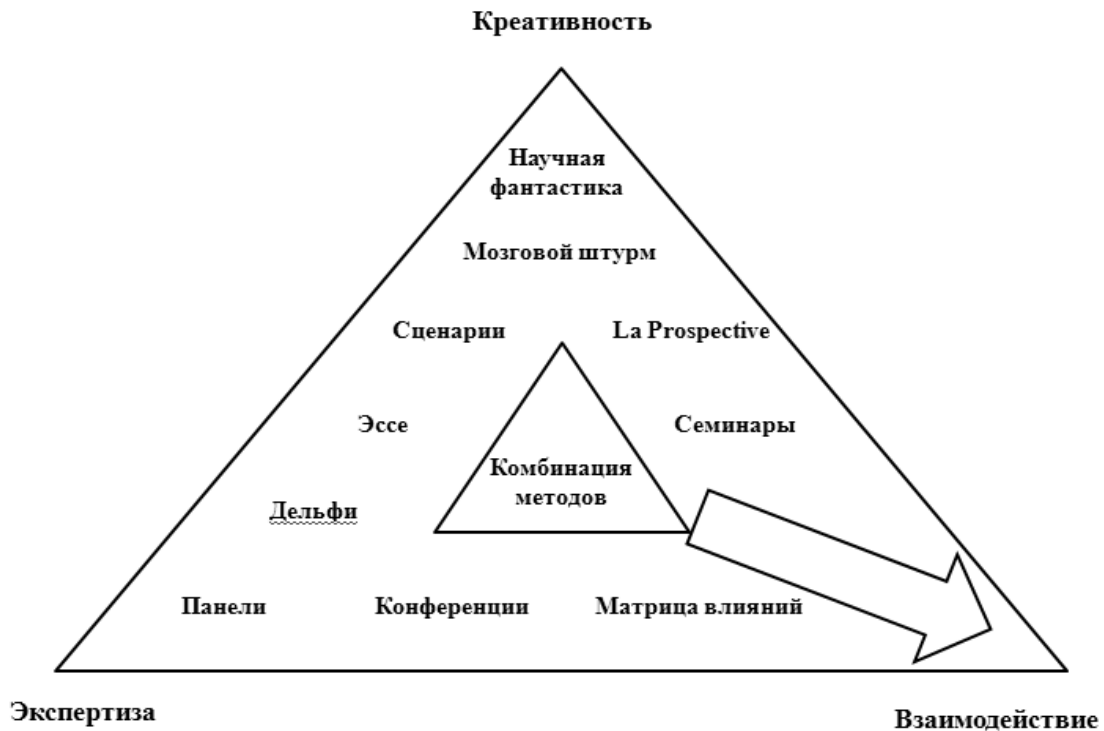 Креативность
Научная
фантастика
Мозговой штурм
Сценарии
La Prospective
Эссе
Семинары
Комбинация
методов
Дельфи
Панели
Конференции
Матрица влияний
Экспертиза
Взаимодействие